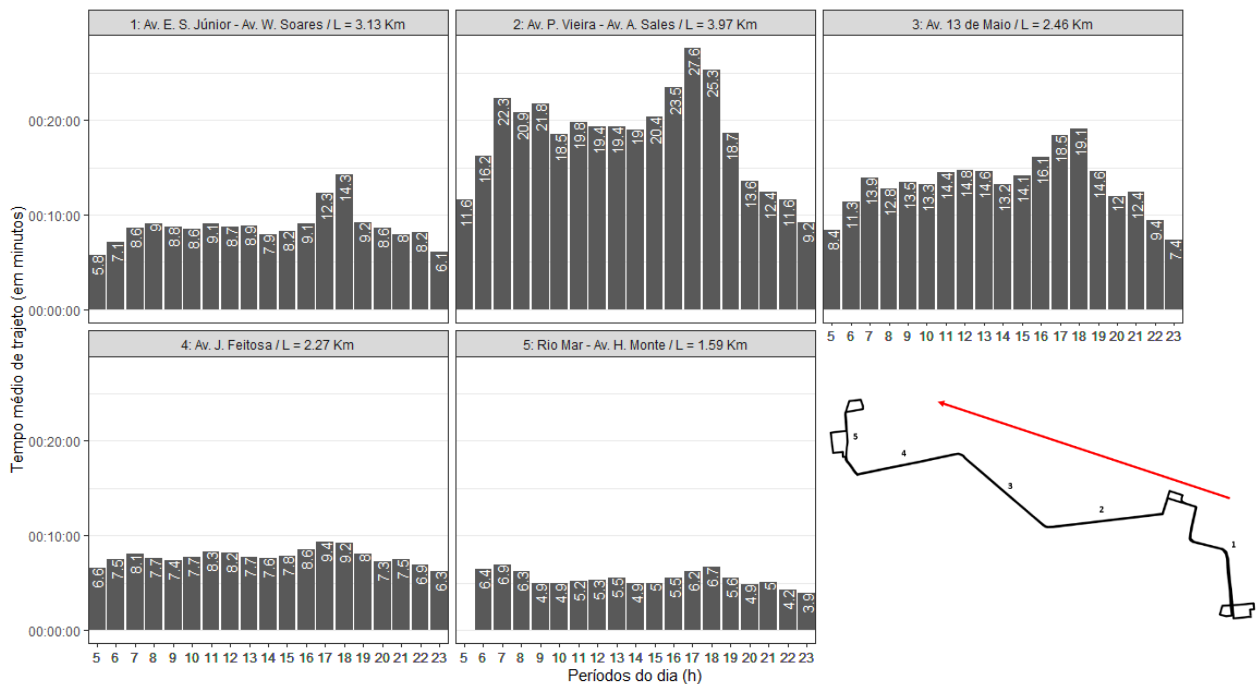 1: Av. E. S. Júnior - Av. W. Soares / L = 3.13 Km
2: Av. P. Vieira - Av. A. Sales / L = 3.97 Km
3: Av. 13 de Maio / L = 2.46 Km
Tempo médio de trajeto (em minutos)
00:20:00
00:10:00
00:00:00
5.8 7.1 8.6 9 8.8 8.6 9.1 8.7 8.9 7.9 8.2 9.1 12.3 14.3 9.2 8.6 8 8.2 6.1
11.6 16.2 22.3 20.9 21.8 18.5 19.8 19.4 19.4 19 20.4 23.5 27.6 25.3 18.7 13.6 12.4 11.6 9.2
8.4 11.3 13.9 12.8 13.5 13.3 14.4 14.8 14.6 13.2 14.1 16.1 18.5 19.1 14.6 12 12.4 9.4 7.4
5 6 7 8 9 10 11 12 13 14 15 16 17 18 19 20 21 22 23
4: Av. J. Feitosa / L = 2.27 Km
5: Rio Mar - Av. H. Monte / L = 1.59 Km
00:20:00
00:10:00
00:00:00
6.6 7.5 8.1 7.7 7.4 7.7 8.3 8.2 7.7 7.6 7.8 8.6 9.4 9.2 8 7.3 7.5 6.9 6.3
6.4 6.9 6.3 4.9 4.9 5.2 5.3 5.5 4.9 5 5.5 6.2 6.7 5.6 4.9 5 4.2 3.9
5 6 7 8 9 10 11 12 13 14 15 16 17 18 19 20 21 22 23
5 6 7 8 9 10 11 12 13 14 15 16 17 18 19 20 21 22 23
Períodos do dia (h)
5
4
3
2
1